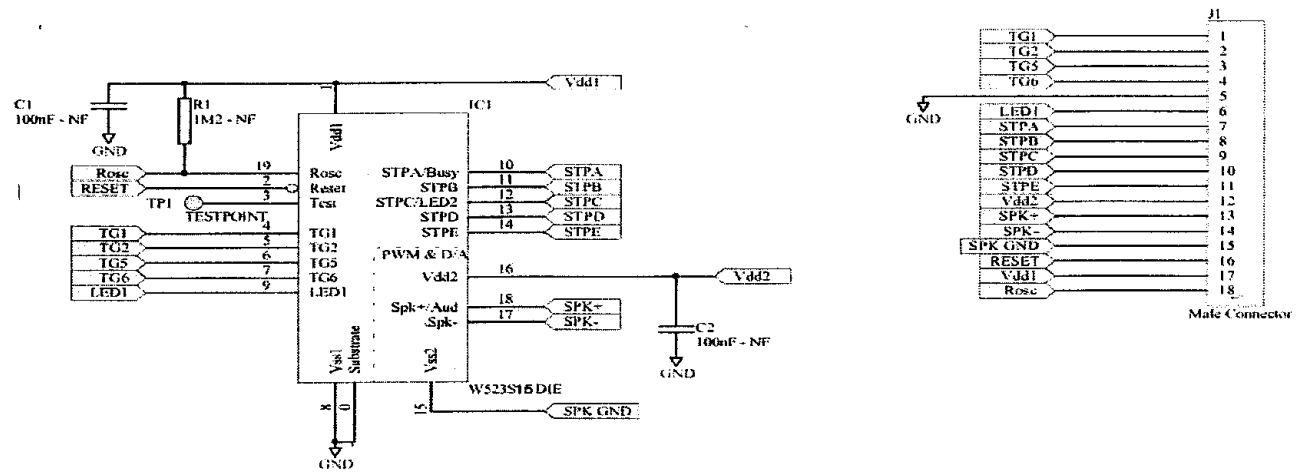 Vdd1
C1
100nF - NF
GND
R1
1M2 - NF
1
IC1
Vdd1
Rosc 19 Rosc
RESET 2 Reset
TP1 TESTPOINT 3 Test
TG1 4 TG1
TG2 5 TG2
TG5 6 TG5
TG6 7 TG6
LED1 9 LED1
STPA/Busy 10 STPA
STPB 11 STPB
STPC/LED2 12 STPC
STPD 13 STPD
STPE 14 STPE
PWM & D/A
Vdd2 16 Vdd2
Spk+/Aud 18 SPK+
Spk- 17 SPK-
C2
100nF - NF
GND
Vss1
Substrate
Vss2
W523S15 DIE
8
0
15
SPK GND
GND
J1
TG1 1
TG2 2
TG5 3
TG6 4
GND 5
LED1 6
STPA 7
STPB 8
STPC 9
STPD 10
STPE 11
Vdd2 12
SPK+ 13
SPK- 14
SPK GND 15
RESET 16
Vdd1 17
Rosc 18
Male Connector